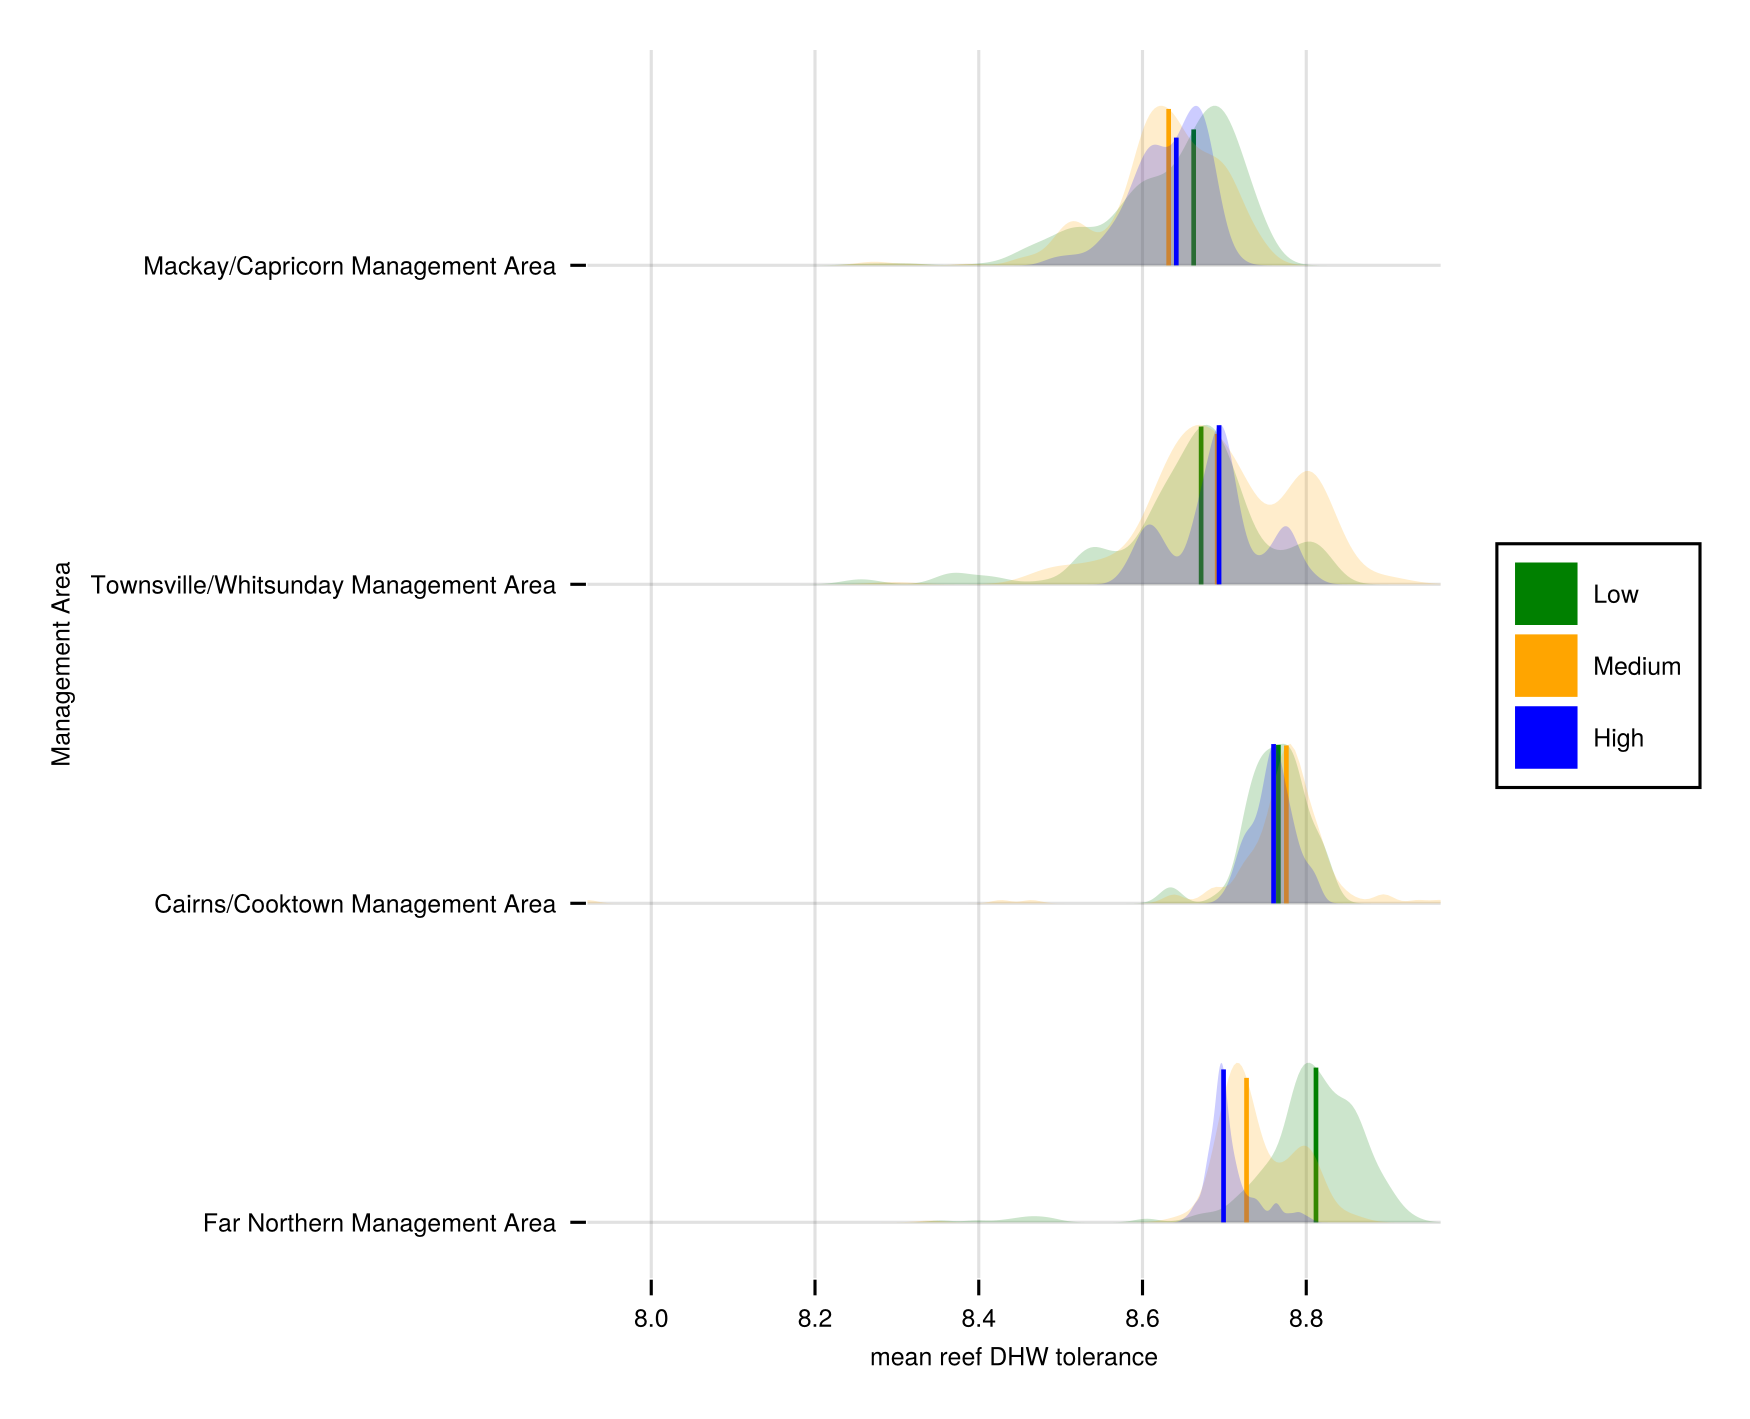 Mackay/Capricorn Management Area
Townsville/Whitsunday Management Area
Cairns/Cooktown Management Area
Far Northern Management Area
Management Area
8.0 8.2 8.4 8.6 8.8
mean reef DHW tolerance
Low
Medium
High